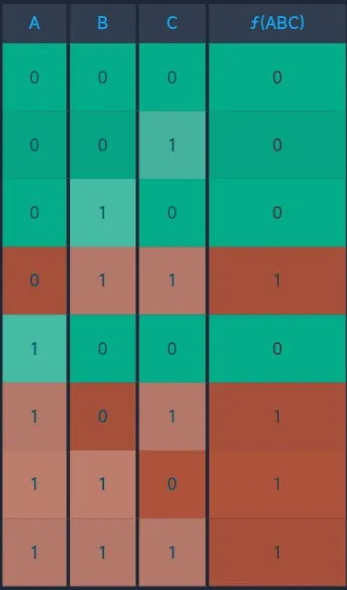 A B C ƒ(ABC)
0 0 0 0
0 0 1 0
0 1 0 0
0 1 1 1
1 0 0 0
1 0 1 1
1 1 0 1
1 1 1 1